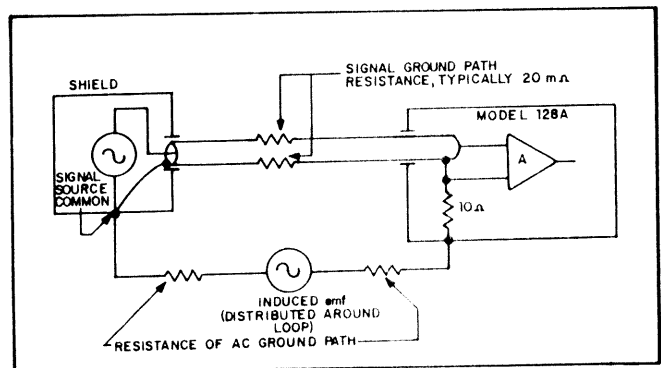 SHIELD
SIGNAL GROUND PATH
RESISTANCE, TYPICALLY 20 mΩ
MODEL 128A
A
SIGNAL
SOURCE
COMMON
10Ω
INDUCED emf
(DISTRIBUTED AROUND
LOOP)
RESISTANCE OF AC GROUND PATH